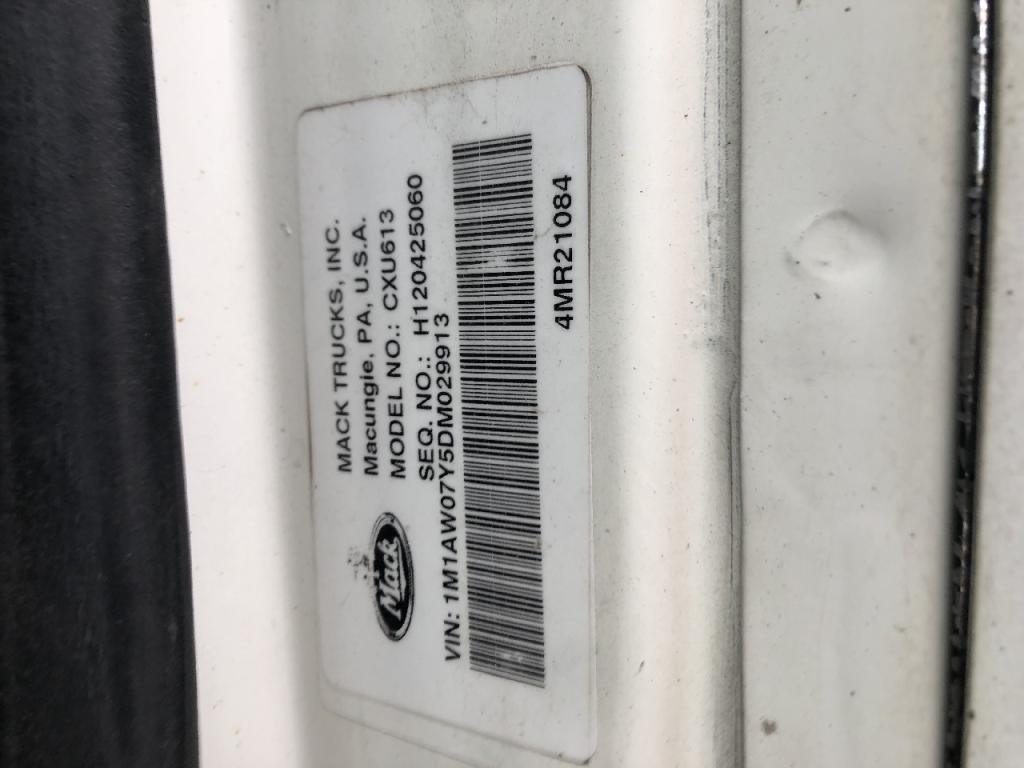 MACK TRUCKS, INC.
Macungie, PA, U.S.A.
MODEL NO.: CXU613
SEQ. NO.: H120425060
Mack
VIN: 1M1AW07Y5DM029913
4MR21084